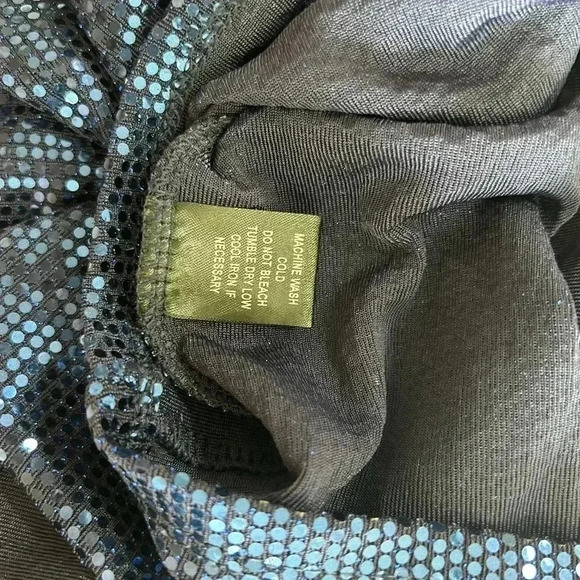 MACHINE WASH
COLD
DO NOT BLEACH
TUMBLE DRY LOW
COOL IRON IF
NECESSARY